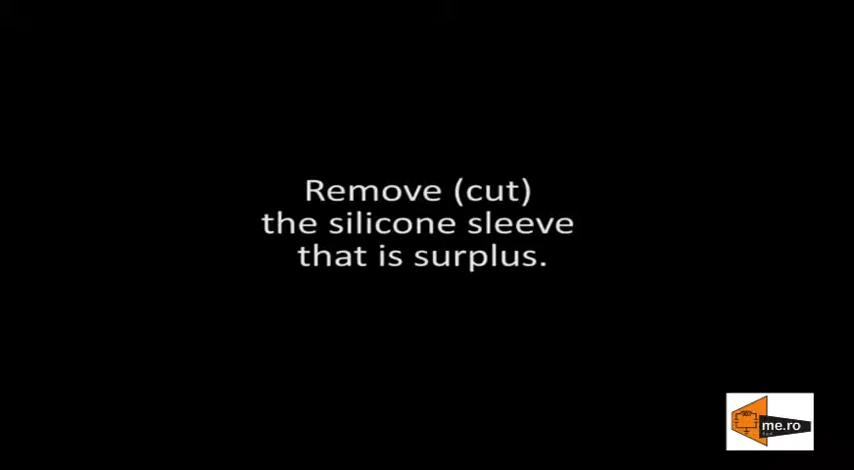 Remove (cut)
the silicone sleeve
that is surplus.
me.ro